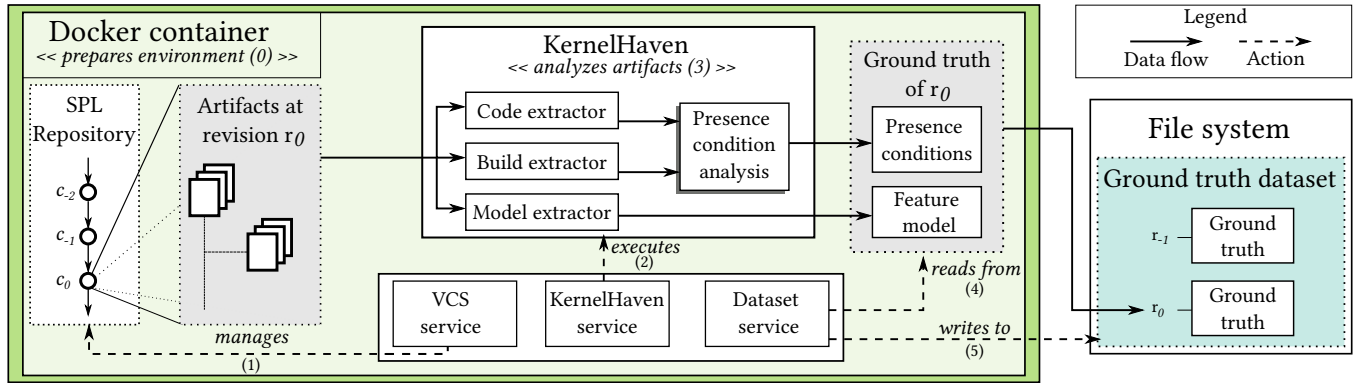 Docker container
<< prepares environment (0) >>
SPL
Repository
c-2
c-1
c0
Artifacts at
revision r0
KernelHaven
<< analyzes artifacts (3) >>
Code extractor
Build extractor
Model extractor
Presence
condition
analysis
Ground truth
of r0
Presence
conditions
Feature
model
executes
(2)
reads from
(4)
VCS
service
KernelHaven
service
Dataset
service
manages
(1)
writes to
(5)
Legend
Data flow
Action
File system
Ground truth dataset
r-1
Ground
truth
r0
Ground
truth